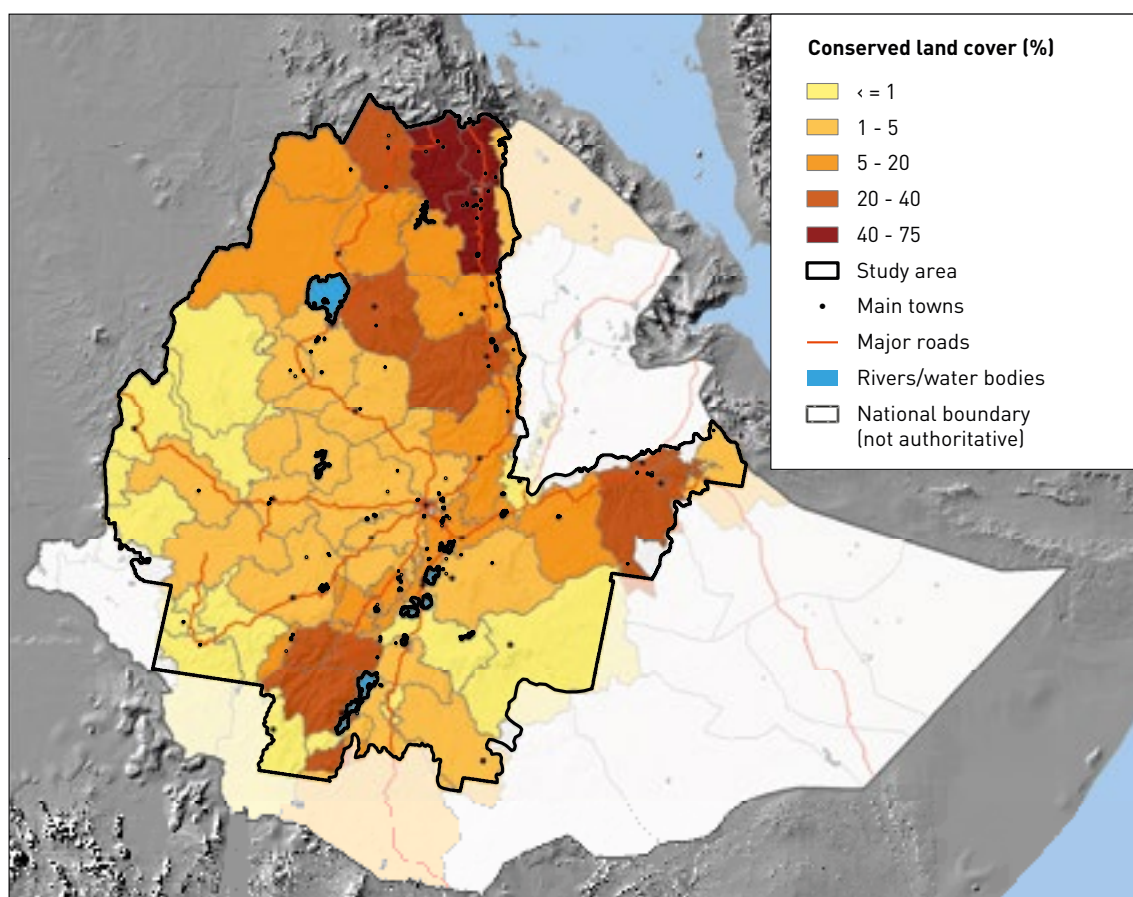 Conserved land cover (%)
‹ = 1
1 - 5
5 - 20
20 - 40
40 - 75
Study area
Main towns
Major roads
Rivers/water bodies
National boundary
(not authoritative)